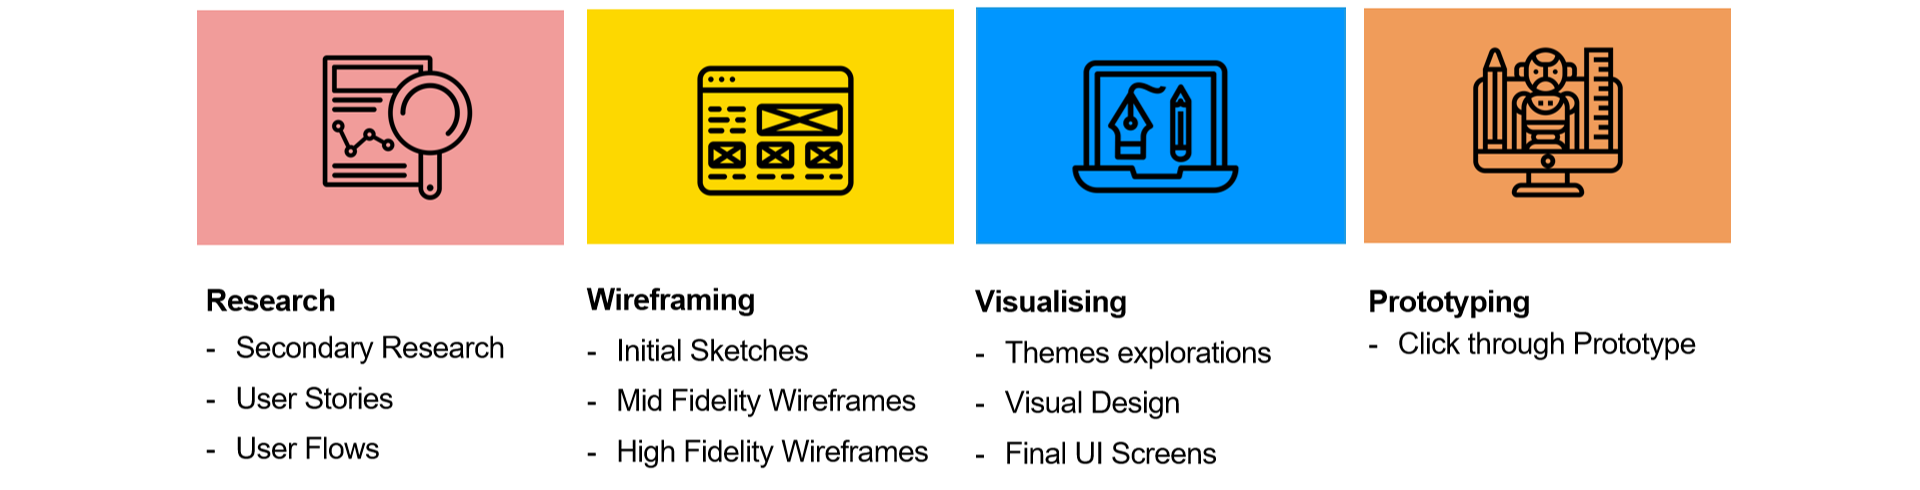 Research
- Secondary Research
- User Stories
- User Flows
Wireframing
- Initial Sketches
- Mid Fidelity Wireframes
- High Fidelity Wireframes
Visualising
- Themes explorations
- Visual Design
- Final UI Screens
Prototyping
- Click through Prototype